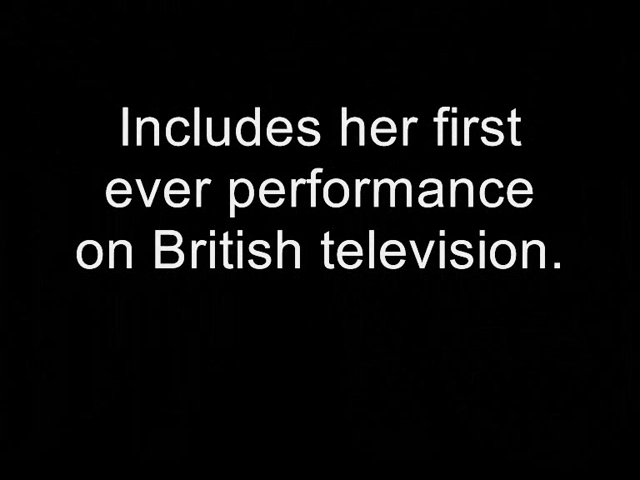 Includes her first
ever performance
on British television.